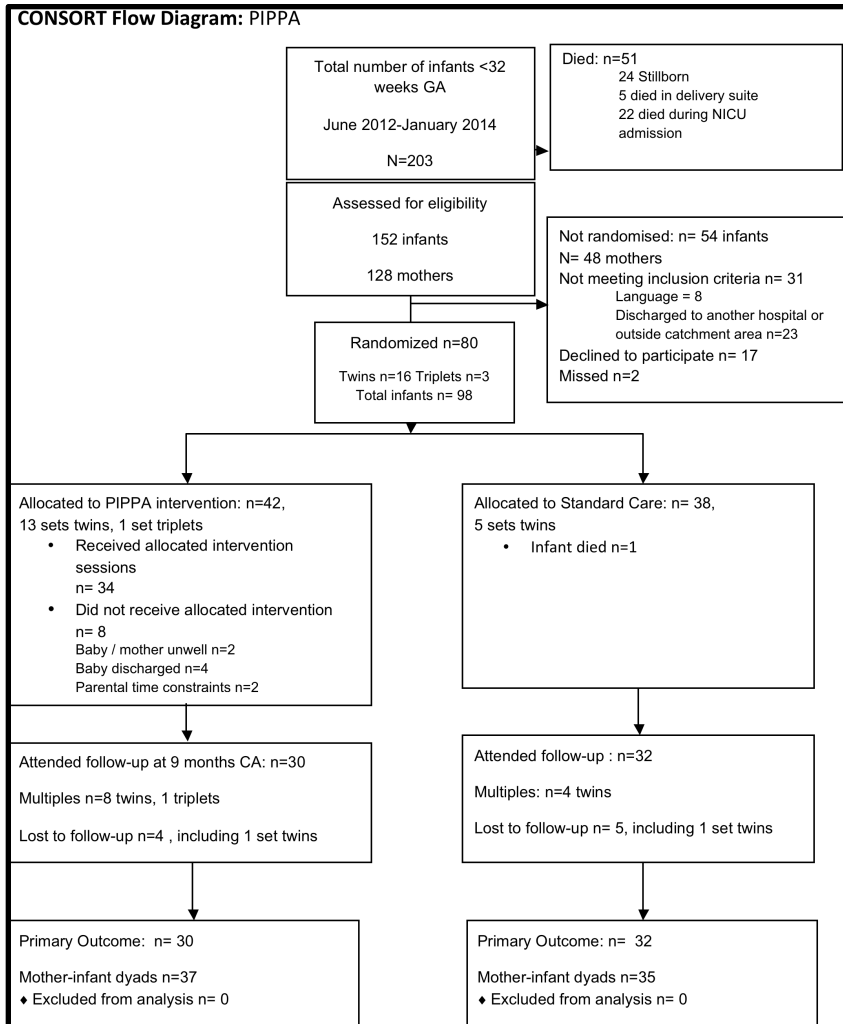 CONSORT Flow Diagram: PIPPA
Total number of infants <32
weeks GA
June 2012-January 2014
N=203
Died: n=51
24 Stillborn
5 died in delivery suite
22 died during NICU
admission
Assessed for eligibility
152 infants
128 mothers
Not randomised: n= 54 infants
N= 48 mothers
Not meeting inclusion criteria n= 31
Language = 8
Discharged to another hospital or
outside catchment area n=23
Declined to participate n= 17
Missed n=2
Randomized n=80
Twins n=16 Triplets n=3
Total infants n= 98
Allocated to PIPPA intervention: n=42,
13 sets twins, 1 set triplets
• Received allocated intervention
sessions
n= 34
• Did not receive allocated intervention
n= 8
Baby / mother unwell n=2
Baby discharged n=4
Parental time constraints n=2
Allocated to Standard Care: n= 38,
5 sets twins
• Infant died n=1
Attended follow-up at 9 months CA: n=30
Multiples n=8 twins, 1 triplets
Lost to follow-up n=4 , including 1 set twins
Attended follow-up : n=32
Multiples: n=4 twins
Lost to follow-up n= 5, including 1 set twins
Primary Outcome: n= 30
Mother-infant dyads n=37
♦ Excluded from analysis n= 0
Primary Outcome: n= 32
Mother-infant dyads n=35
♦ Excluded from analysis n= 0